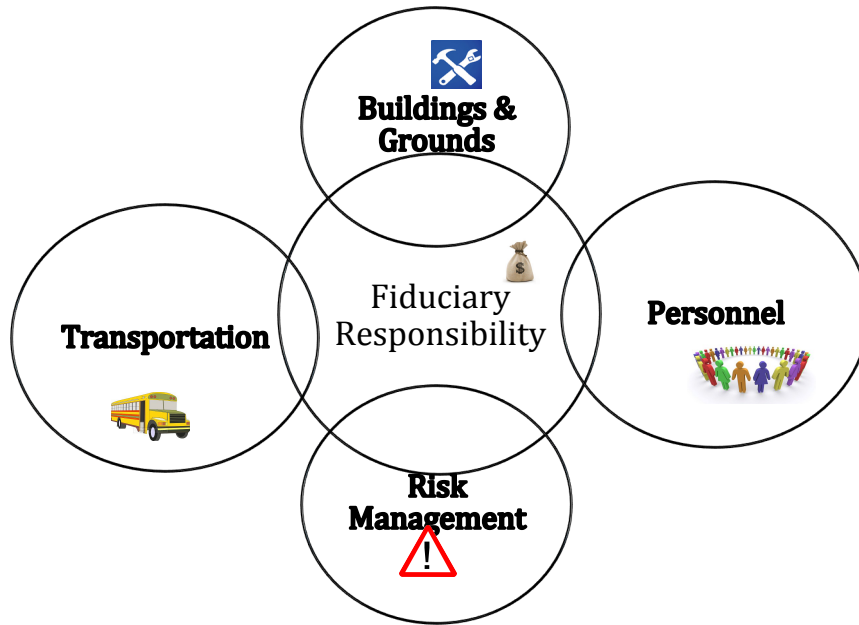 Buildings &
Grounds
$
Fiduciary
Responsibility
Transportation
Personnel
Risk
Management
!